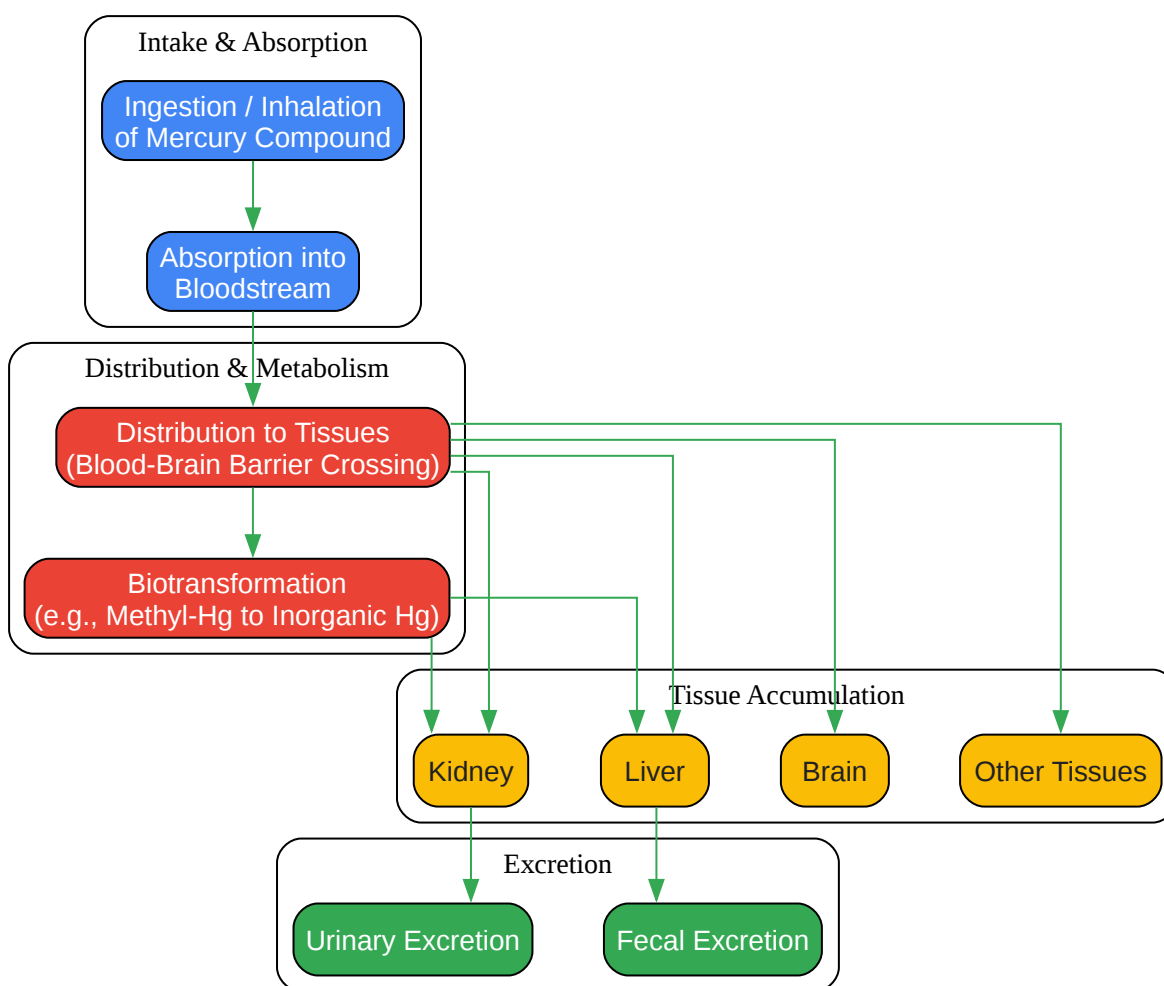 Intake & Absorption
Ingestion / Inhalation
of Mercury Compound
Absorption into
Bloodstream
Distribution & Metabolism
Distribution to Tissues
(Blood-Brain Barrier Crossing)
Biotransformation
(e.g., Methyl-Hg to Inorganic Hg)
Tissue Accumulation
Kidney
Liver
Brain
Other Tissues
Excretion
Urinary Excretion
Fecal Excretion